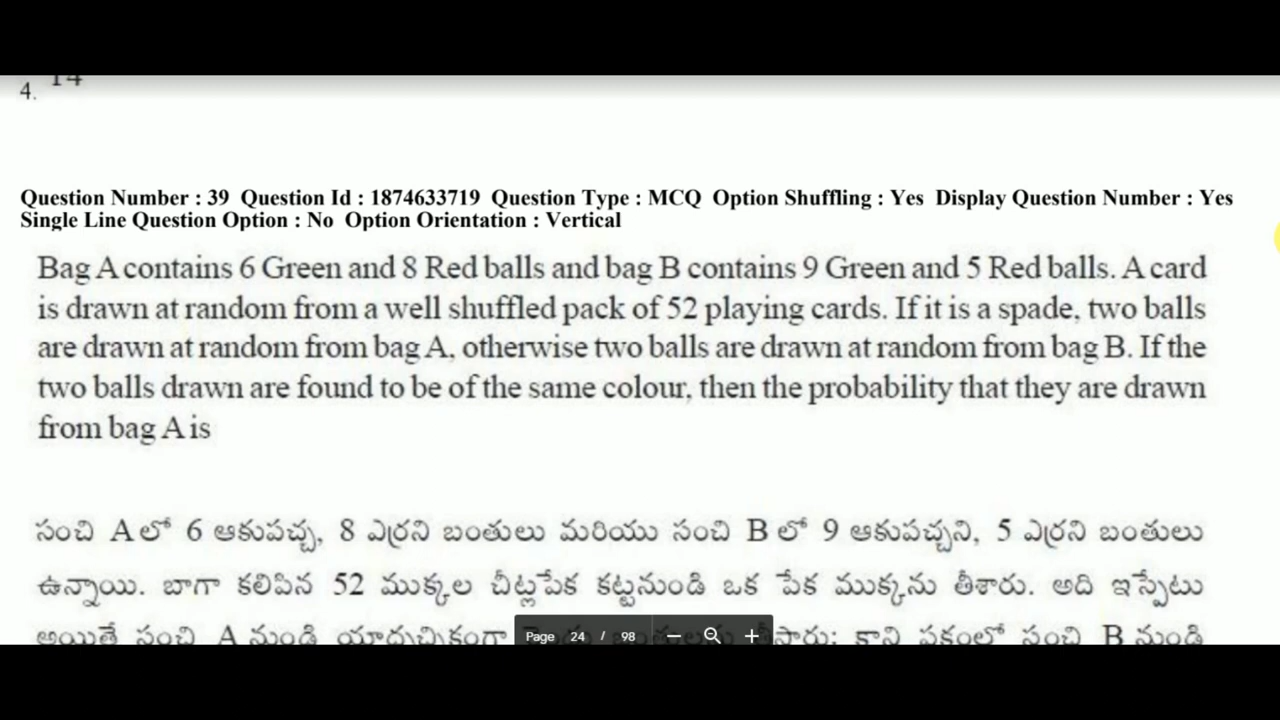 4. 14
Question Number : 39 Question Id : 1874633719 Question Type : MCQ Option Shuffling : Yes Display Question Number : Yes
Single Line Question Option : No Option Orientation : Vertical
Bag A contains 6 Green and 8 Red balls and bag B contains 9 Green and 5 Red balls. A card
is drawn at random from a well shuffled pack of 52 playing cards. If it is a spade, two balls
are drawn at random from bag A, otherwise two balls are drawn at random from bag B. If the
two balls drawn are found to be of the same colour, then the probability that they are drawn
from bag A is
సంచి A లో 6 ఆకుపచ్చ, 8 ఎర్రని బంతులు మరియు సంచి B లో 9 ఆకుపచ్చని, 5 ఎర్రని బంతులు
ఉన్నాయి. బాగా కలిపిన 52 ముక్కల చీట్లపేక కట్టనుండి ఒక పేక ముక్కను తీశారు. అది ఇస్పేటు
అయితే సంచి A నుండి యాదృచ్ఛికంగా తీసారు; కాని పక్షంలో సంచి B నుండి
Page 24 / 98